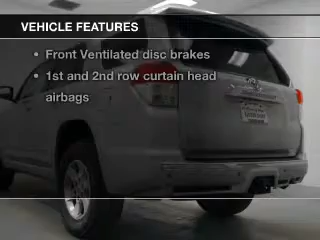 VEHICLE FEATURES
• Front Ventilated disc brakes
• 1st and 2nd row curtain head
airbags